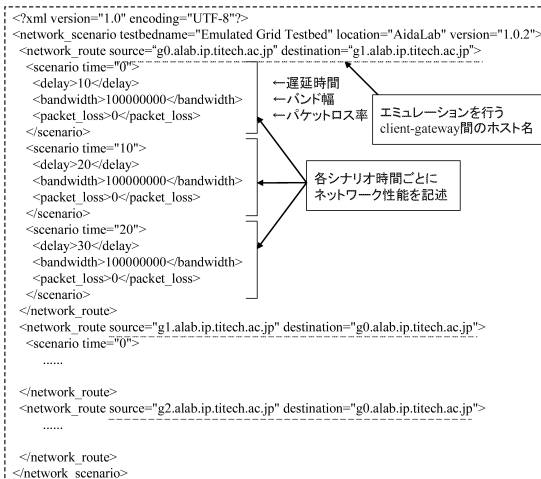 <?xml version="1.0" encoding="UTF-8"?>
<network_scenario testbedname="Emulated Grid Testbed" location="AidaLab" version="1.0.2">
<network_route source="g0.alab.ip.titech.ac.jp" destination="g1.alab.ip.titech.ac.jp">
<scenario time="0">
<delay>10</delay>
<bandwidth>100000000</bandwidth>
<packet_loss>0</packet_loss>
</scenario>
←遅延時間
←バンド幅
←パケットロス率
エミュレーションを行う
client-gateway間のホスト名
<scenario time="10">
<delay>20</delay>
<bandwidth>100000000</bandwidth>
<packet_loss>0</packet_loss>
</scenario>
各シナリオ時間ごとに
ネットワーク性能を記述
<scenario time="20">
<delay>30</delay>
<bandwidth>100000000</bandwidth>
<packet_loss>0</packet_loss>
</scenario>
</network_route>
<network_route source="g1.alab.ip.titech.ac.jp" destination="g0.alab.ip.titech.ac.jp">
<scenario time="0">
......
</network_route>
<network_route source="g2.alab.ip.titech.ac.jp" destination="g0.alab.ip.titech.ac.jp">
......
</network_route>
</network_scenario>